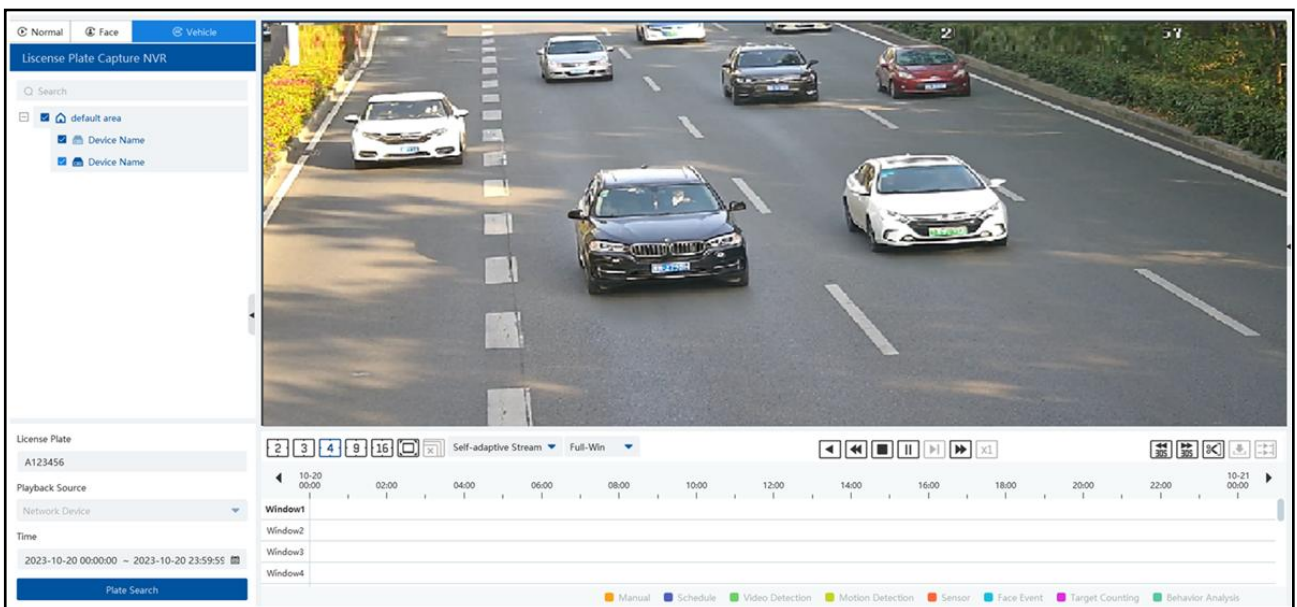 Normal Face Vehicle
Liscense Plate Capture NVR
Search
default area
Device Name
Device Name
License Plate
A123456
Playback Source
Network Device
Time
2023-10-20 00:00:00 ~ 2023-10-20 23:59:59
Plate Search
2 3 4 9 16 Self-adaptive Stream Full-Win x1 30S 30S
10-20 10-21
00:00 02:00 04:00 06:00 08:00 10:00 12:00 14:00 16:00 18:00 20:00 22:00 00:00
Window1
Window2
Window3
Window4
Manual Schedule Video Detection Motion Detection Sensor Face Event Target Counting Behavior Analysis